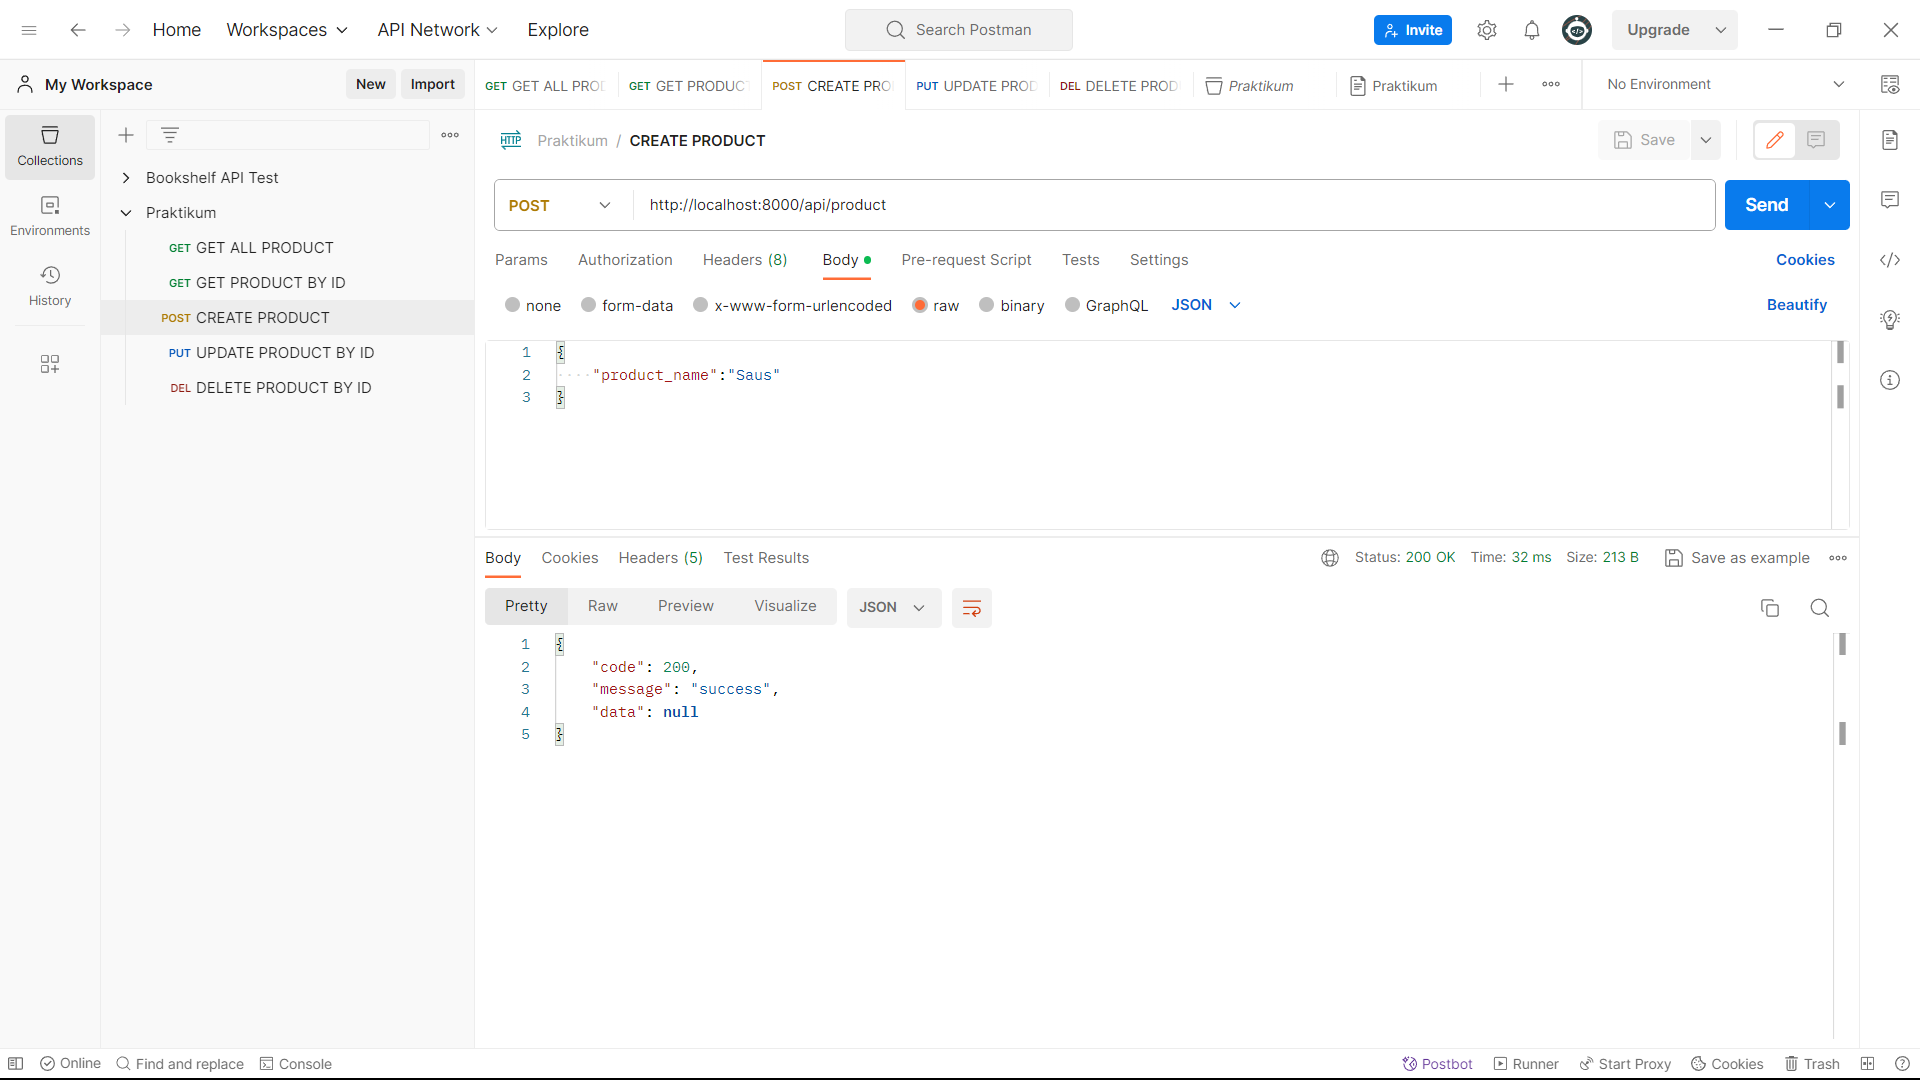 Home Workspaces API Network Explore Search Postman Invite Upgrade
My Workspace New Import
GET GET ALL PROD GET GET PRODUCT POST CREATE PRO PUT UPDATE PROD DEL DELETE PROD Praktikum Praktikum No Environment
Collections
Environments
History
Bookshelf API Test
Praktikum
GET GET ALL PRODUCT
GET GET PRODUCT BY ID
POST CREATE PRODUCT
PUT UPDATE PRODUCT BY ID
DEL DELETE PRODUCT BY ID
HTTP Praktikum / CREATE PRODUCT Save
POST http://localhost:8000/api/product Send
Params Authorization Headers (8) Body Pre-request Script Tests Settings Cookies
none form-data x-www-form-urlencoded raw binary GraphQL JSON Beautify
1 {
2 "product_name":"Saus"
3 }
Body Cookies Headers (5) Test Results Status: 200 OK Time: 32 ms Size: 213 B Save as example
Pretty Raw Preview Visualize JSON
1 {
2 "code": 200,
3 "message": "success",
4 "data": null
5 }
Online Find and replace Console Postbot Runner Start Proxy Cookies Trash